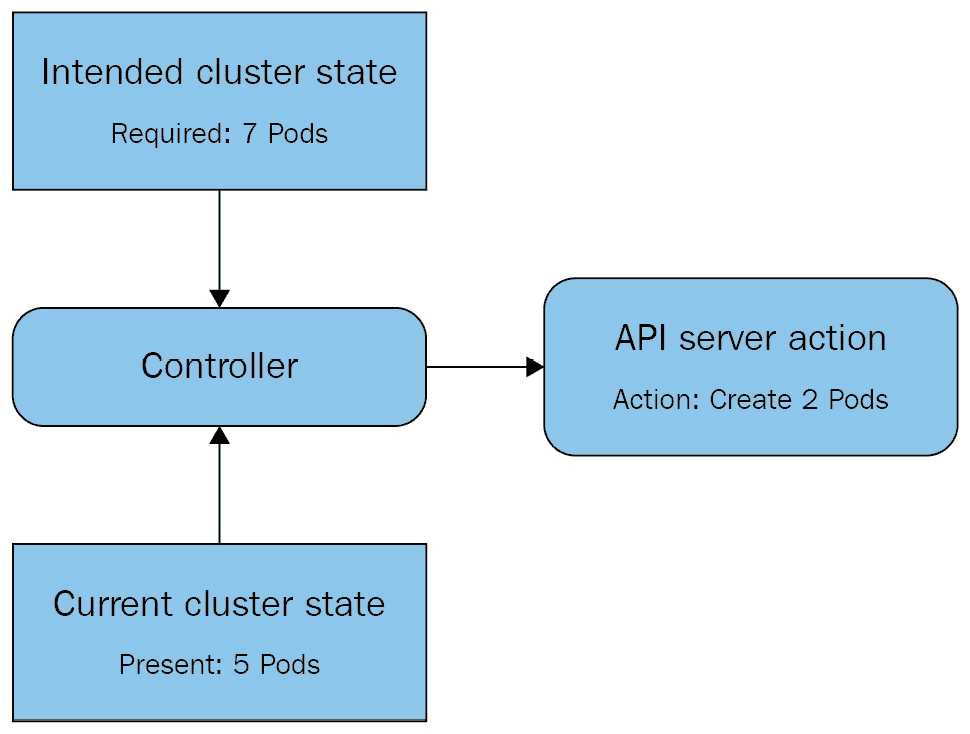 Intended cluster state
Required: 7 Pods
Controller
API server action
Action: Create 2 Pods
Current cluster state
Present: 5 Pods